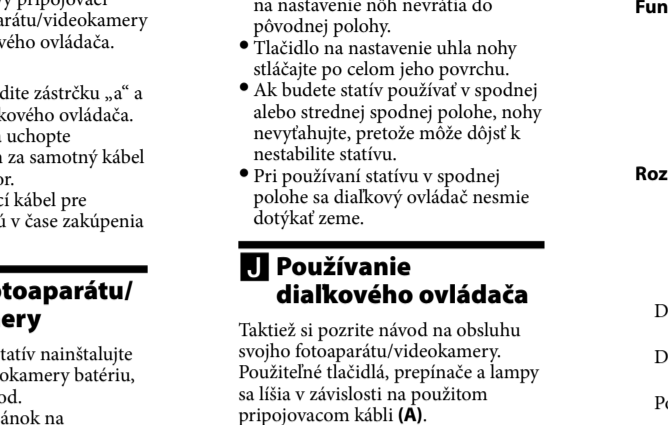 arátu/videokamery
vého ovládača.
dite zástrčku „a“ a
kového ovládača.
uchopte
za samotný kábel
or.
cí kábel pre
ú v čase zakúpenia
otoaparátu/
ery
tatív nainštalujte
okamery batériu,
od.
ánok na
na nastavenie nôh nevrátia do
pôvodnej polohy.
• Tlačidlo na nastavenie uhla nohy
stláčajte po celom jeho povrchu.
• Ak budete statív používať v spodnej
alebo strednej spodnej polohe, nohy
nevyťahujte, pretože môže dôjsť k
nestabilite statívu.
• Pri používaní statívu v spodnej
polohe sa diaľkový ovládač nesmie
dotýkať zeme.
J Používanie
diaľkového ovládača
Taktiež si pozrite návod na obsluhu
svojho fotoaparátu/videokamery.
Použiteľné tlačidlá, prepínače a lampy
sa líšia v závislosti na použitom
pripojovacom kábli (A).
Fun
Roz
D
D
Po